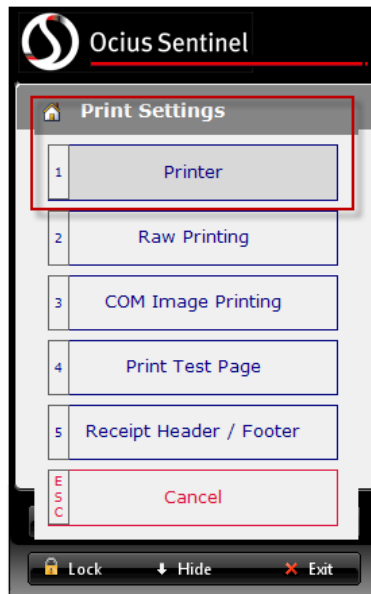 Ocius Sentinel
Print Settings
1 Printer
2 Raw Printing
3 COM Image Printing
4 Print Test Page
5 Receipt Header / Footer
ESC Cancel
Lock Hide Exit